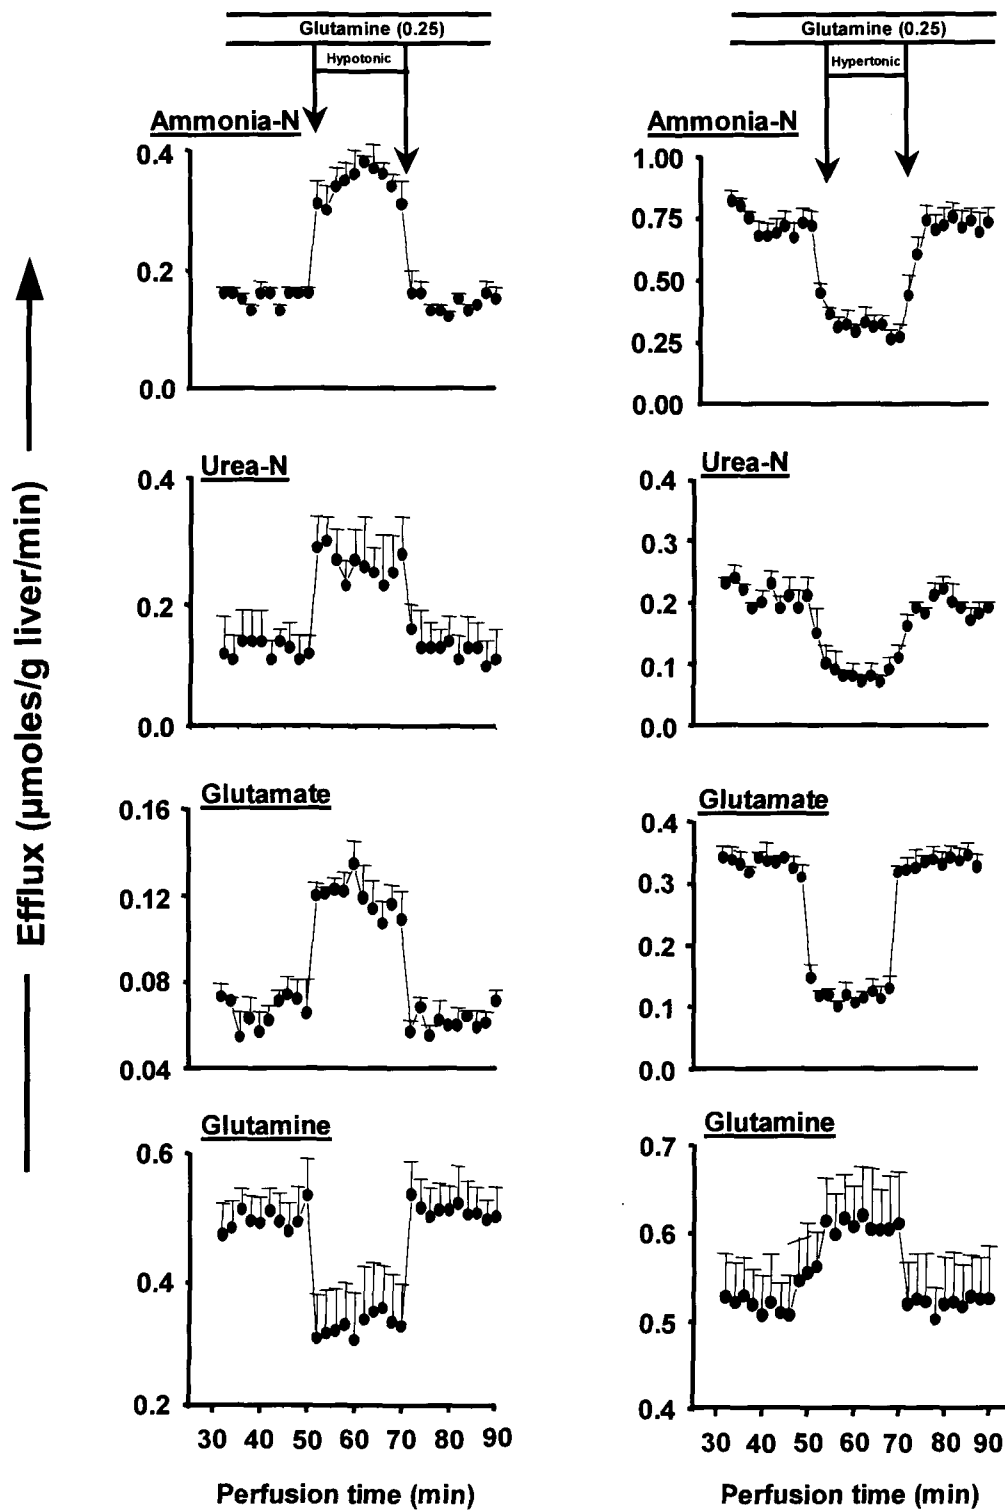 Glutamine (0.25)
Hypotonic
Ammonia-N
0.4
0.2
0.0
Urea-N
0.4
0.2
0.0
Glutamate
0.16
0.12
0.08
0.04
Glutamine
0.6
0.4
0.2
30 40 50 60 70 80 90
Perfusion time (min)
Glutamine (0.25)
Hypertonic
Ammonia-N
1.00
0.75
0.50
0.25
0.00
Urea-N
0.4
0.3
0.2
0.1
0.0
Glutamate
0.4
0.3
0.2
0.1
0.0
Glutamine
0.7
0.6
0.5
0.4
30 40 50 60 70 80 90
Perfusion time (min)
Efflux (µmoles/g liver/min)